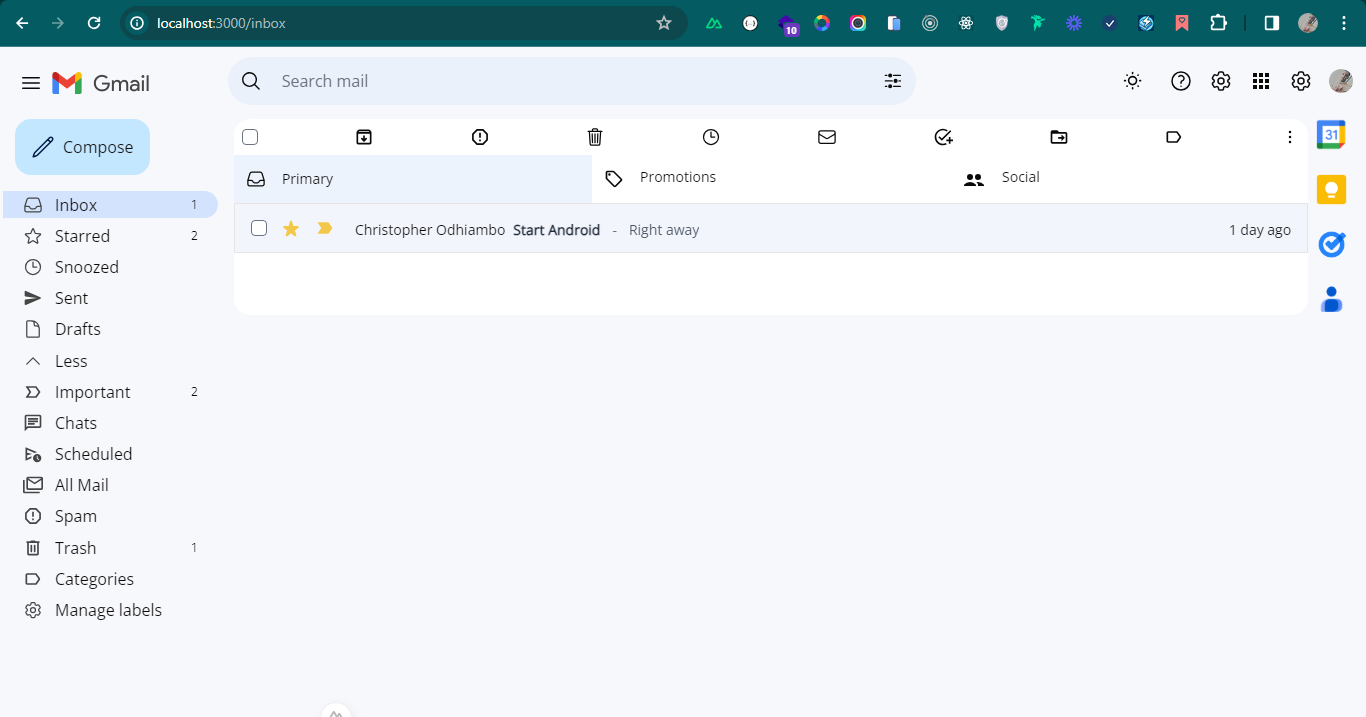 localhost:3000/inbox
10
Gmail
Search mail
Compose
31
Primary
Promotions
Social
Inbox 1
Christopher Odhiambo Start Android - Right away 1 day ago
Starred 2
Snoozed
Sent
Drafts
Less
Important 2
Chats
Scheduled
All Mail
Spam
Trash 1
Categories
Manage labels